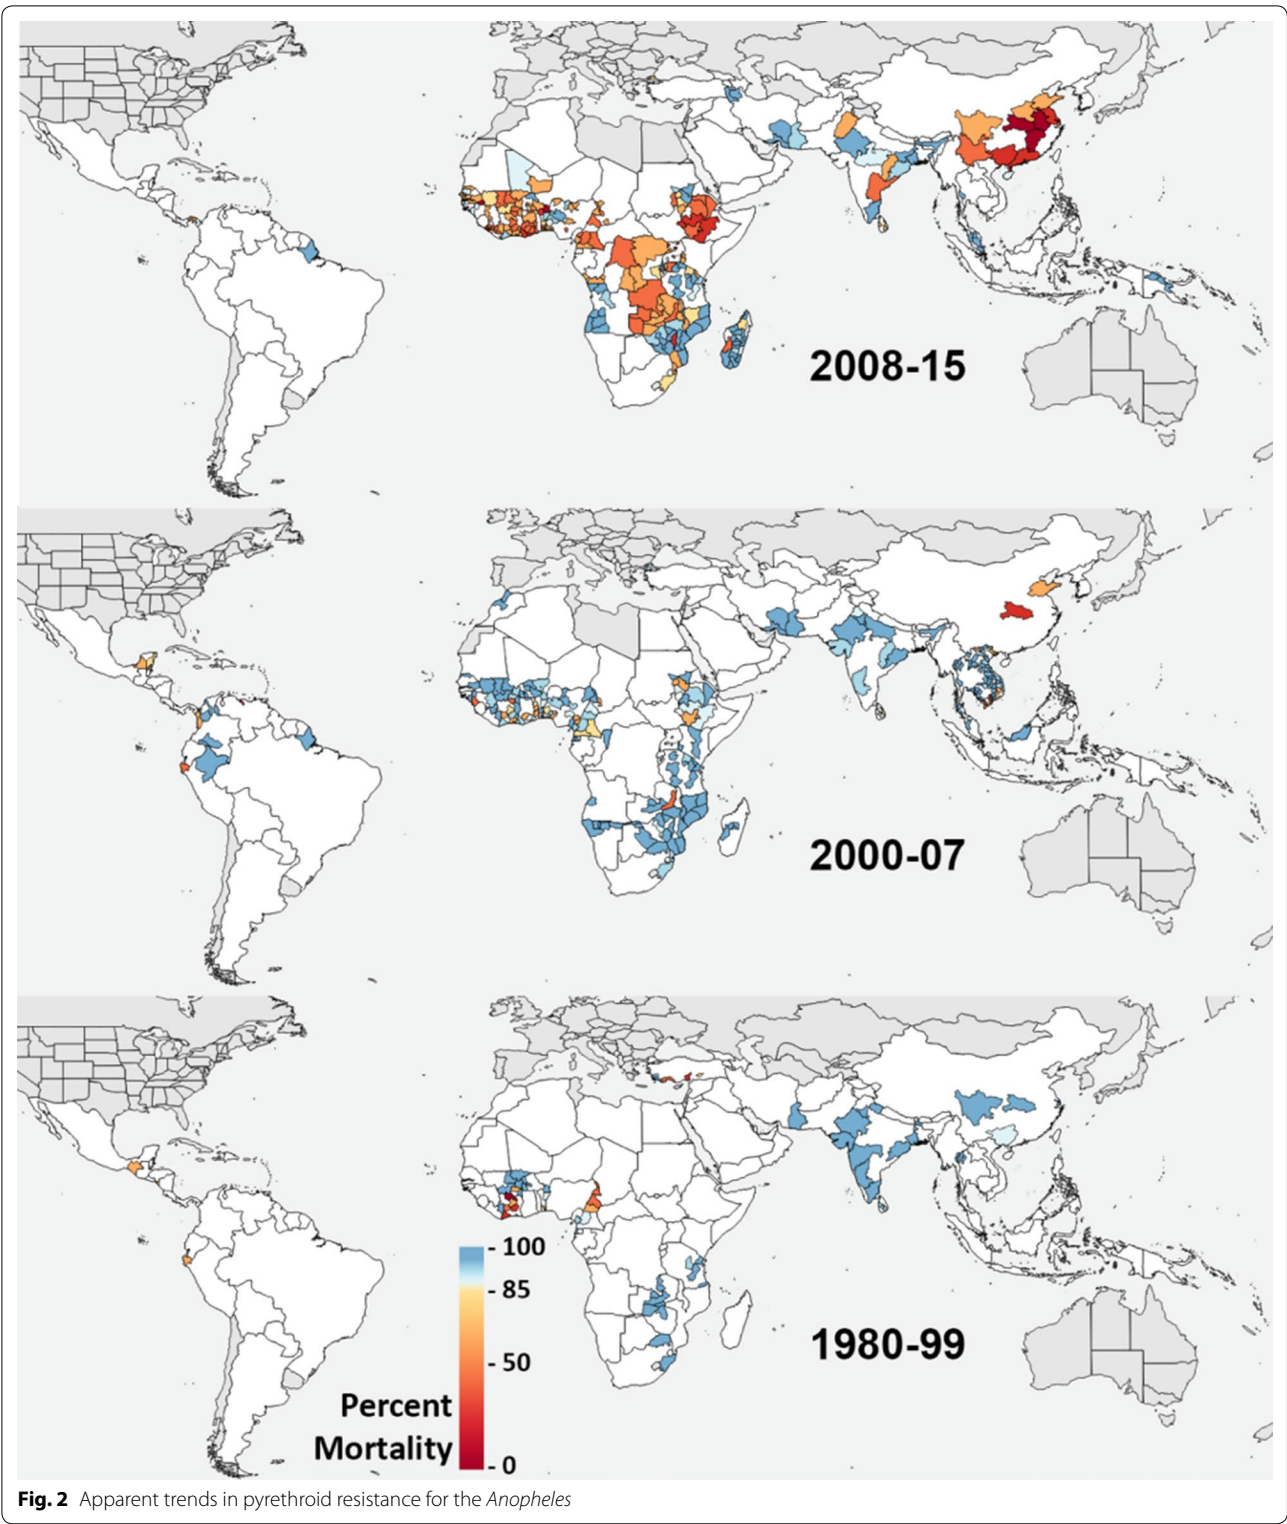 2008-15
2000-07
1980-99
- 100
- 85
- 50
- 0
Percent
Mortality
Fig. 2 Apparent trends in pyrethroid resistance for the Anopheles